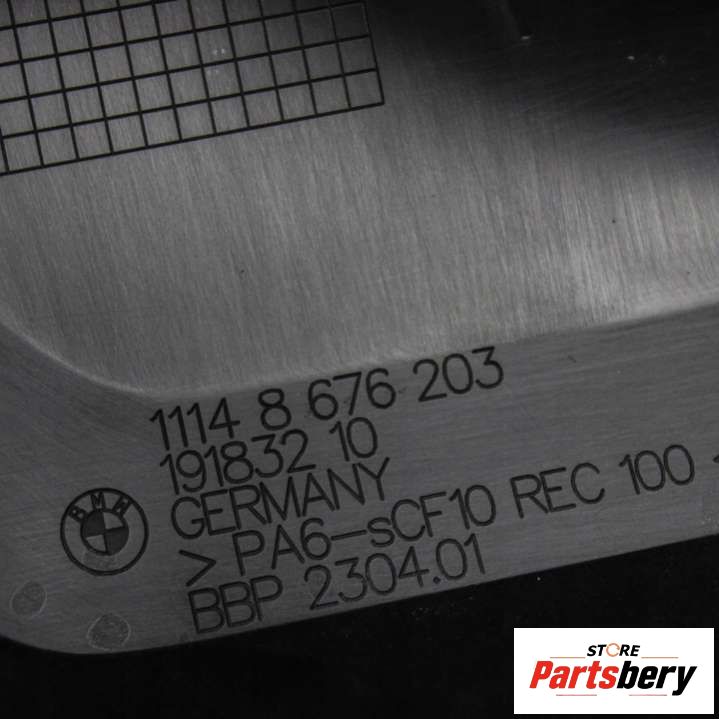 1114 8 676 203
191832 10
GERMANY
> PA6-sCF10 REC 100
BBP 2304.01
BMW
STORE
Partsbery